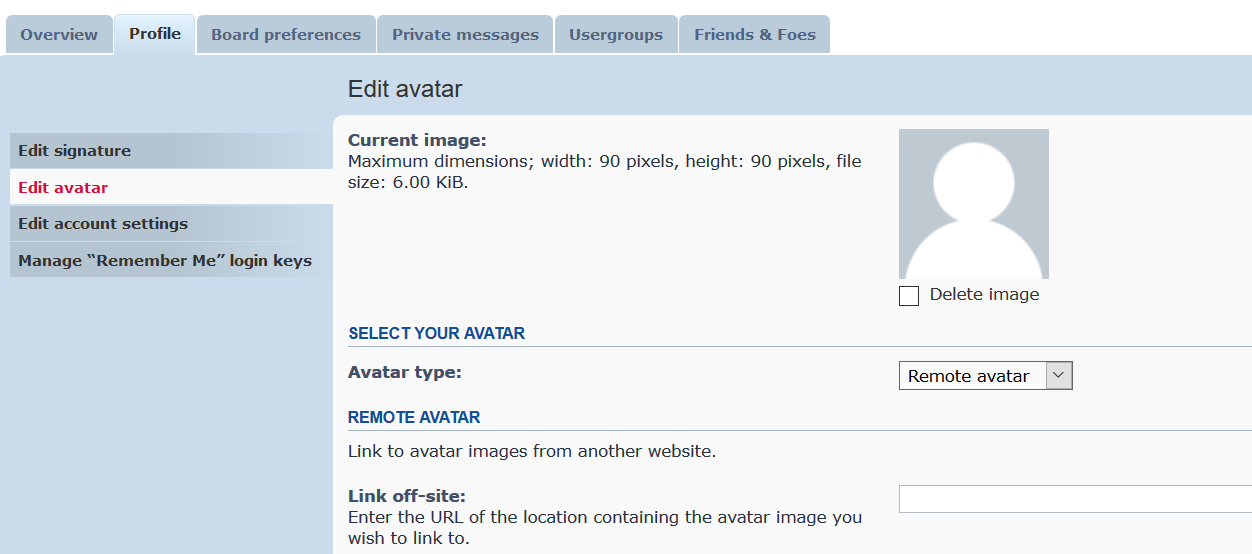 Overview
Profile
Board preferences
Private messages
Usergroups
Friends & Foes
Edit signature
Edit avatar
Edit account settings
Manage “Remember Me” login keys
Edit avatar
Current image:
Maximum dimensions; width: 90 pixels, height: 90 pixels, file
size: 6.00 KiB.
Delete image
SELECT YOUR AVATAR
Avatar type:
Remote avatar
REMOTE AVATAR
Link to avatar images from another website.
Link off-site:
Enter the URL of the location containing the avatar image you
wish to link to.